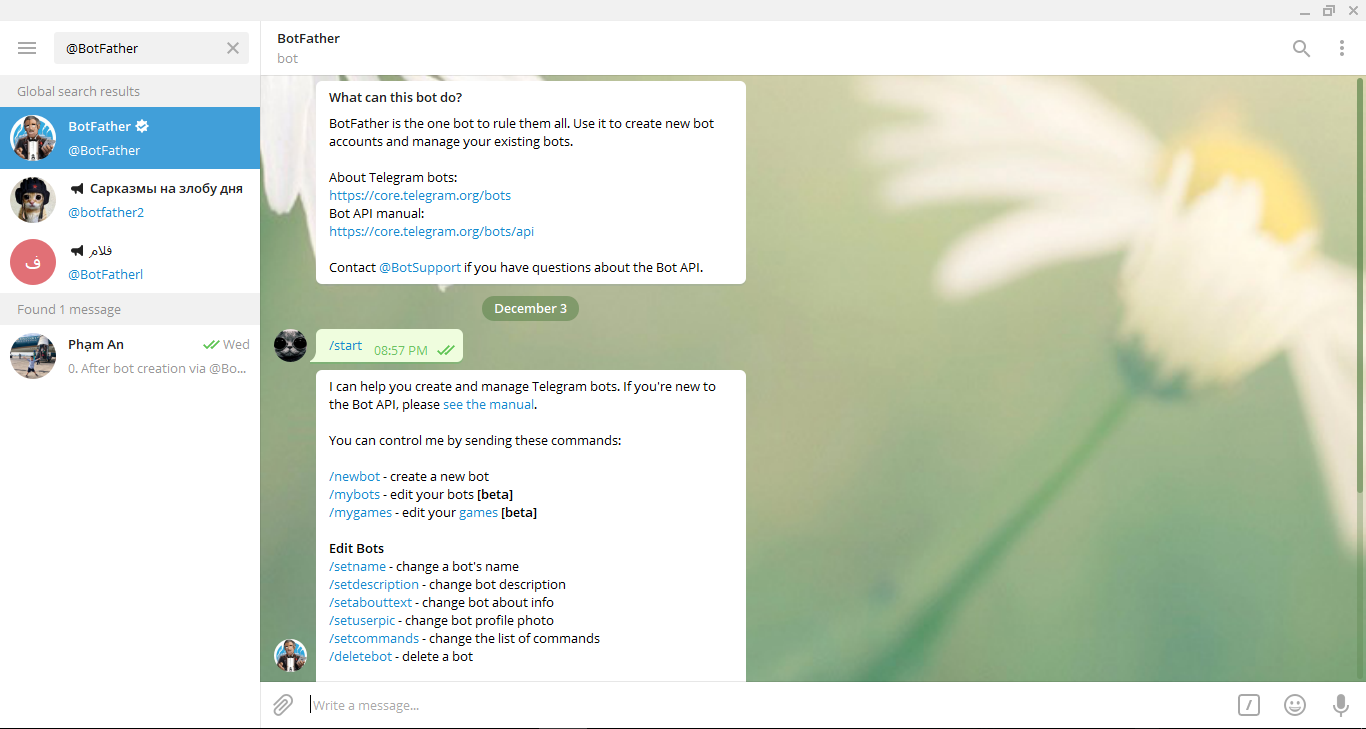 @BotFather
Global search results
BotFather
@BotFather
Сарказмы на злобу дня
@botfather2
ف
فلام
@BotFatherl
Found 1 message
Phạm An
Wed
0. After bot creation via @Bo...
BotFather
bot
What can this bot do?
BotFather is the one bot to rule them all. Use it to create new bot
accounts and manage your existing bots.
About Telegram bots:
https://core.telegram.org/bots
Bot API manual:
https://core.telegram.org/bots/api
Contact @BotSupport if you have questions about the Bot API.
December 3
/start 08:57 PM
I can help you create and manage Telegram bots. If you're new to
the Bot API, please see the manual.
You can control me by sending these commands:
/newbot - create a new bot
/mybots - edit your bots [beta]
/mygames - edit your games [beta]
Edit Bots
/setname - change a bot's name
/setdescription - change bot description
/setabouttext - change bot about info
/setuserpic - change bot profile photo
/setcommands - change the list of commands
/deletebot - delete a bot
Write a message...